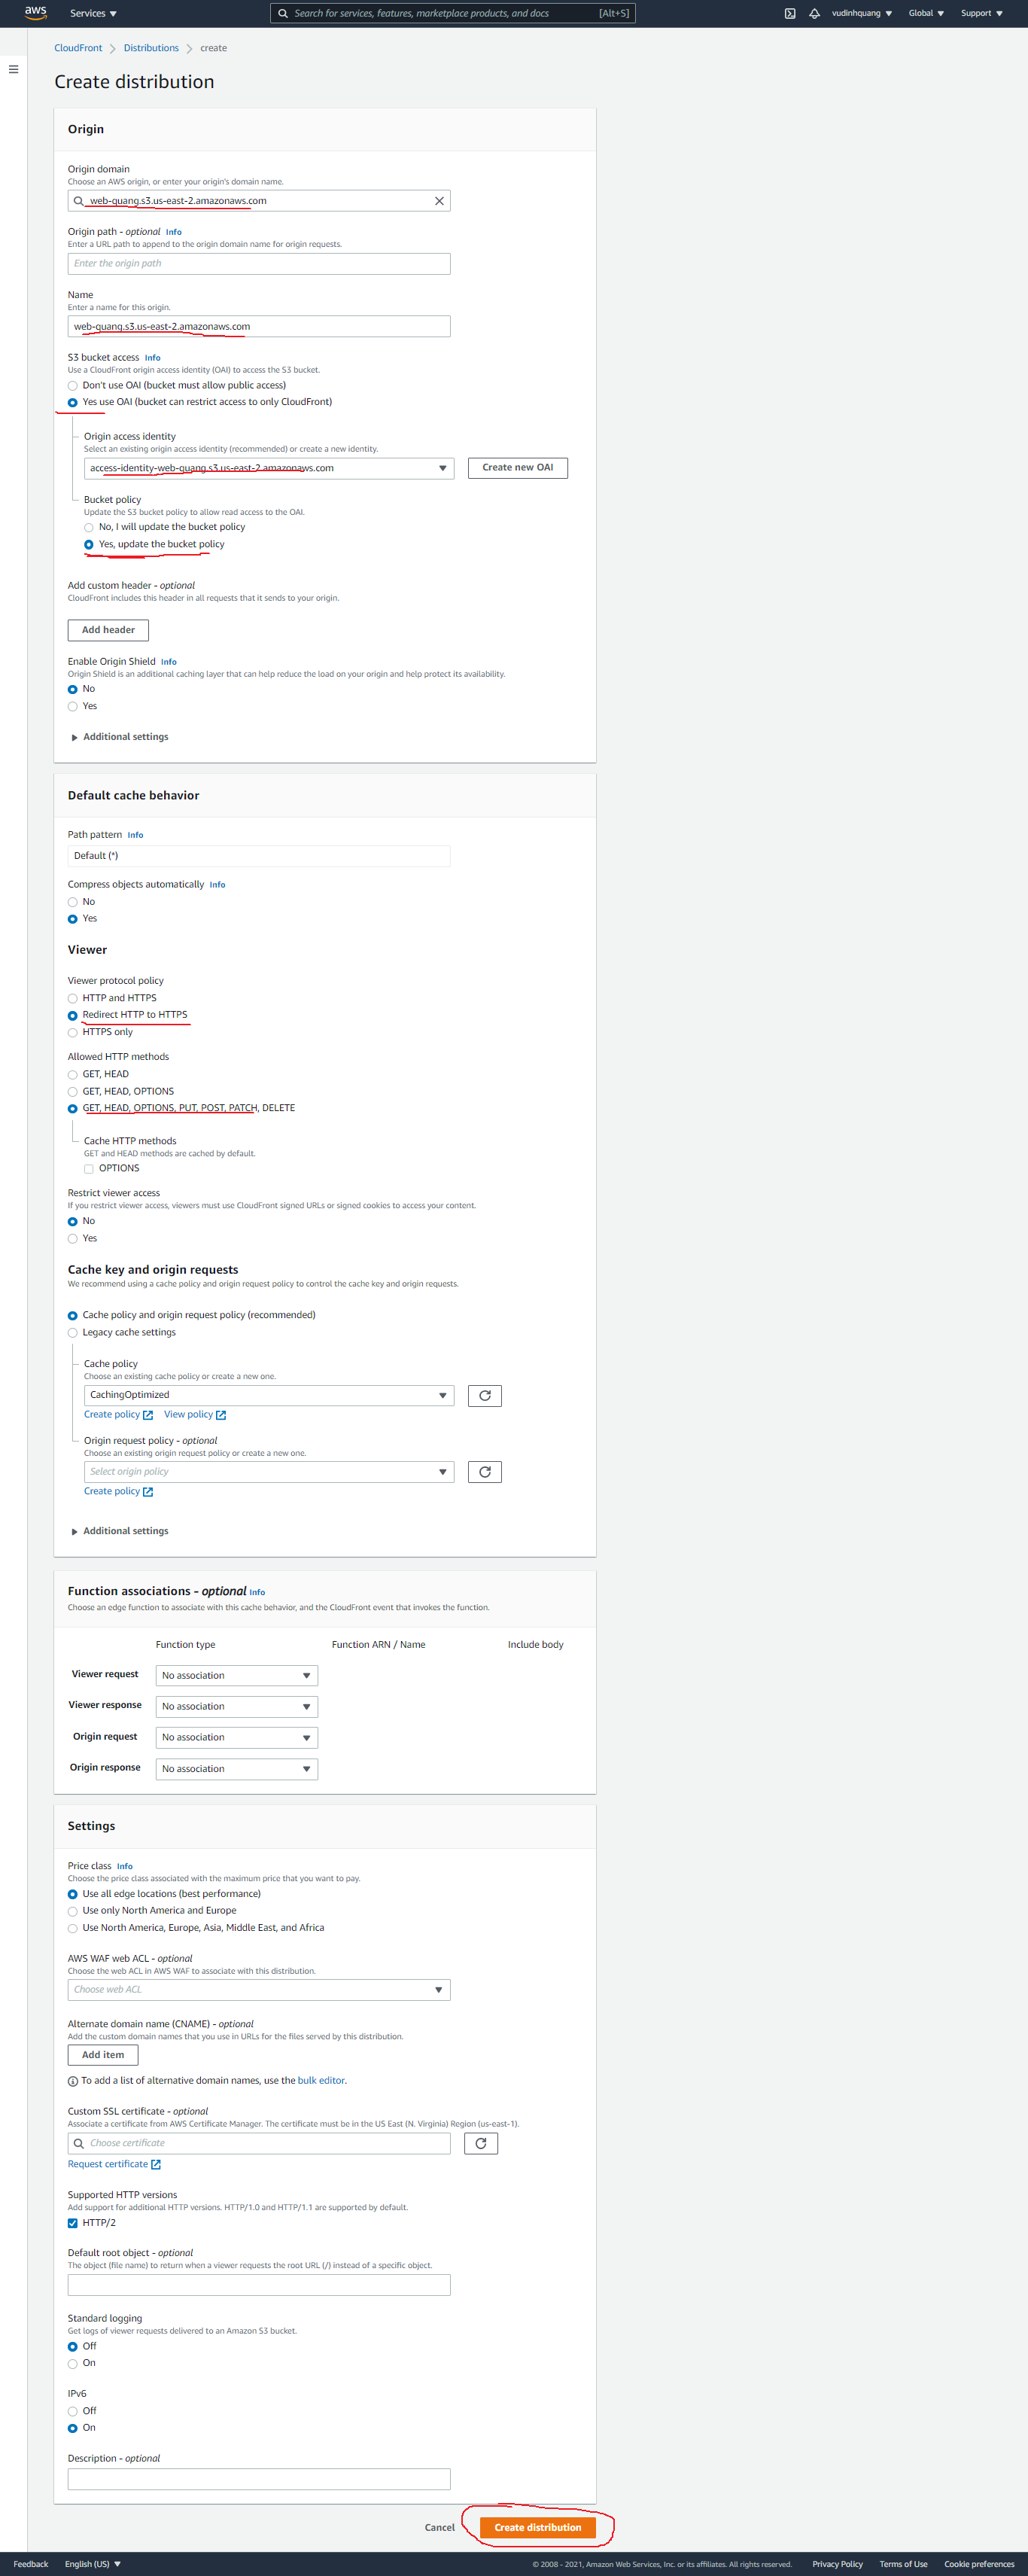 aws Services Search for services, features, marketplace products, and docs [Alt+S] vudinhquang Global Support
CloudFront Distributions create
Create distribution
Origin
Origin domain
Choose an AWS origin, or enter your origin's domain name.
web-quang.s3.us-east-2.amazonaws.com
Origin path - optional Info
Enter a URL path to append to the origin domain name for origin requests.
Enter the origin path
Name
Enter a name for this origin.
web-quang.s3.us-east-2.amazonaws.com
S3 bucket access Info
Use a CloudFront origin access identity (OAI) to access the S3 bucket.
Don't use OAI (bucket must allow public access)
Yes use OAI (bucket can restrict access to only CloudFront)
Origin access identity
Select an existing origin access identity (recommended) or create a new identity.
access-identity-web-quang.s3.us-east-2.amazonaws.com Create new OAI
Bucket policy
Update the S3 bucket policy to allow read access to the OAI.
No, I will update the bucket policy
Yes, update the bucket policy
Add custom header - optional
CloudFront includes this header in all requests that it sends to your origin.
Add header
Enable Origin Shield Info
Origin Shield is an additional caching layer that can help reduce the load on your origin and help protect its availability.
No
Yes
Additional settings
Default cache behavior
Path pattern Info
Default (*)
Compress objects automatically Info
No
Yes
Viewer
Viewer protocol policy
HTTP and HTTPS
Redirect HTTP to HTTPS
HTTPS only
Allowed HTTP methods
GET, HEAD
GET, HEAD, OPTIONS
GET, HEAD, OPTIONS, PUT, POST, PATCH, DELETE
Cache HTTP methods
GET and HEAD methods are cached by default.
OPTIONS
Restrict viewer access
If you restrict viewer access, viewers must use CloudFront signed URLs or signed cookies to access your content.
No
Yes
Cache key and origin requests
We recommend using a cache policy and origin request policy to control the cache key and origin requests.
Cache policy and origin request policy (recommended)
Legacy cache settings
Cache policy
Choose an existing cache policy or create a new one.
CachingOptimized
Create policy View policy
Origin request policy - optional
Choose an existing origin request policy or create a new one.
Select origin policy
Create policy
Additional settings
Function associations - optional Info
Choose an edge function to associate with this cache behavior, and the CloudFront event that invokes the function.
Function type Function ARN / Name Include body
Viewer request No association
Viewer response No association
Origin request No association
Origin response No association
Settings
Price class Info
Choose the price class associated with the maximum price that you want to pay.
Use all edge locations (best performance)
Use only North America and Europe
Use North America, Europe, Asia, Middle East, and Africa
AWS WAF web ACL - optional
Choose the web ACL in AWS WAF to associate with this distribution.
Choose web ACL
Alternate domain name (CNAME) - optional
Add the custom domain names that you use in URLs for the files served by this distribution.
Add item
To add a list of alternative domain names, use the bulk editor.
Custom SSL certificate - optional
Associate a certificate from AWS Certificate Manager. The certificate must be in the US East (N. Virginia) Region (us-east-1).
Choose certificate
Request certificate
Supported HTTP versions
Add support for additional HTTP versions. HTTP/1.0 and HTTP/1.1 are supported by default.
HTTP/2
Default root object - optional
The object (file name) to return when a viewer requests the root URL (/) instead of a specific object.
Standard logging
Get logs of viewer requests delivered to an Amazon S3 bucket.
Off
On
IPv6
Off
On
Description - optional
Cancel Create distribution
Feedback English (US) © 2008 - 2021, Amazon Web Services, Inc. or its affiliates. All rights reserved. Privacy Policy Terms of Use Cookie preferences